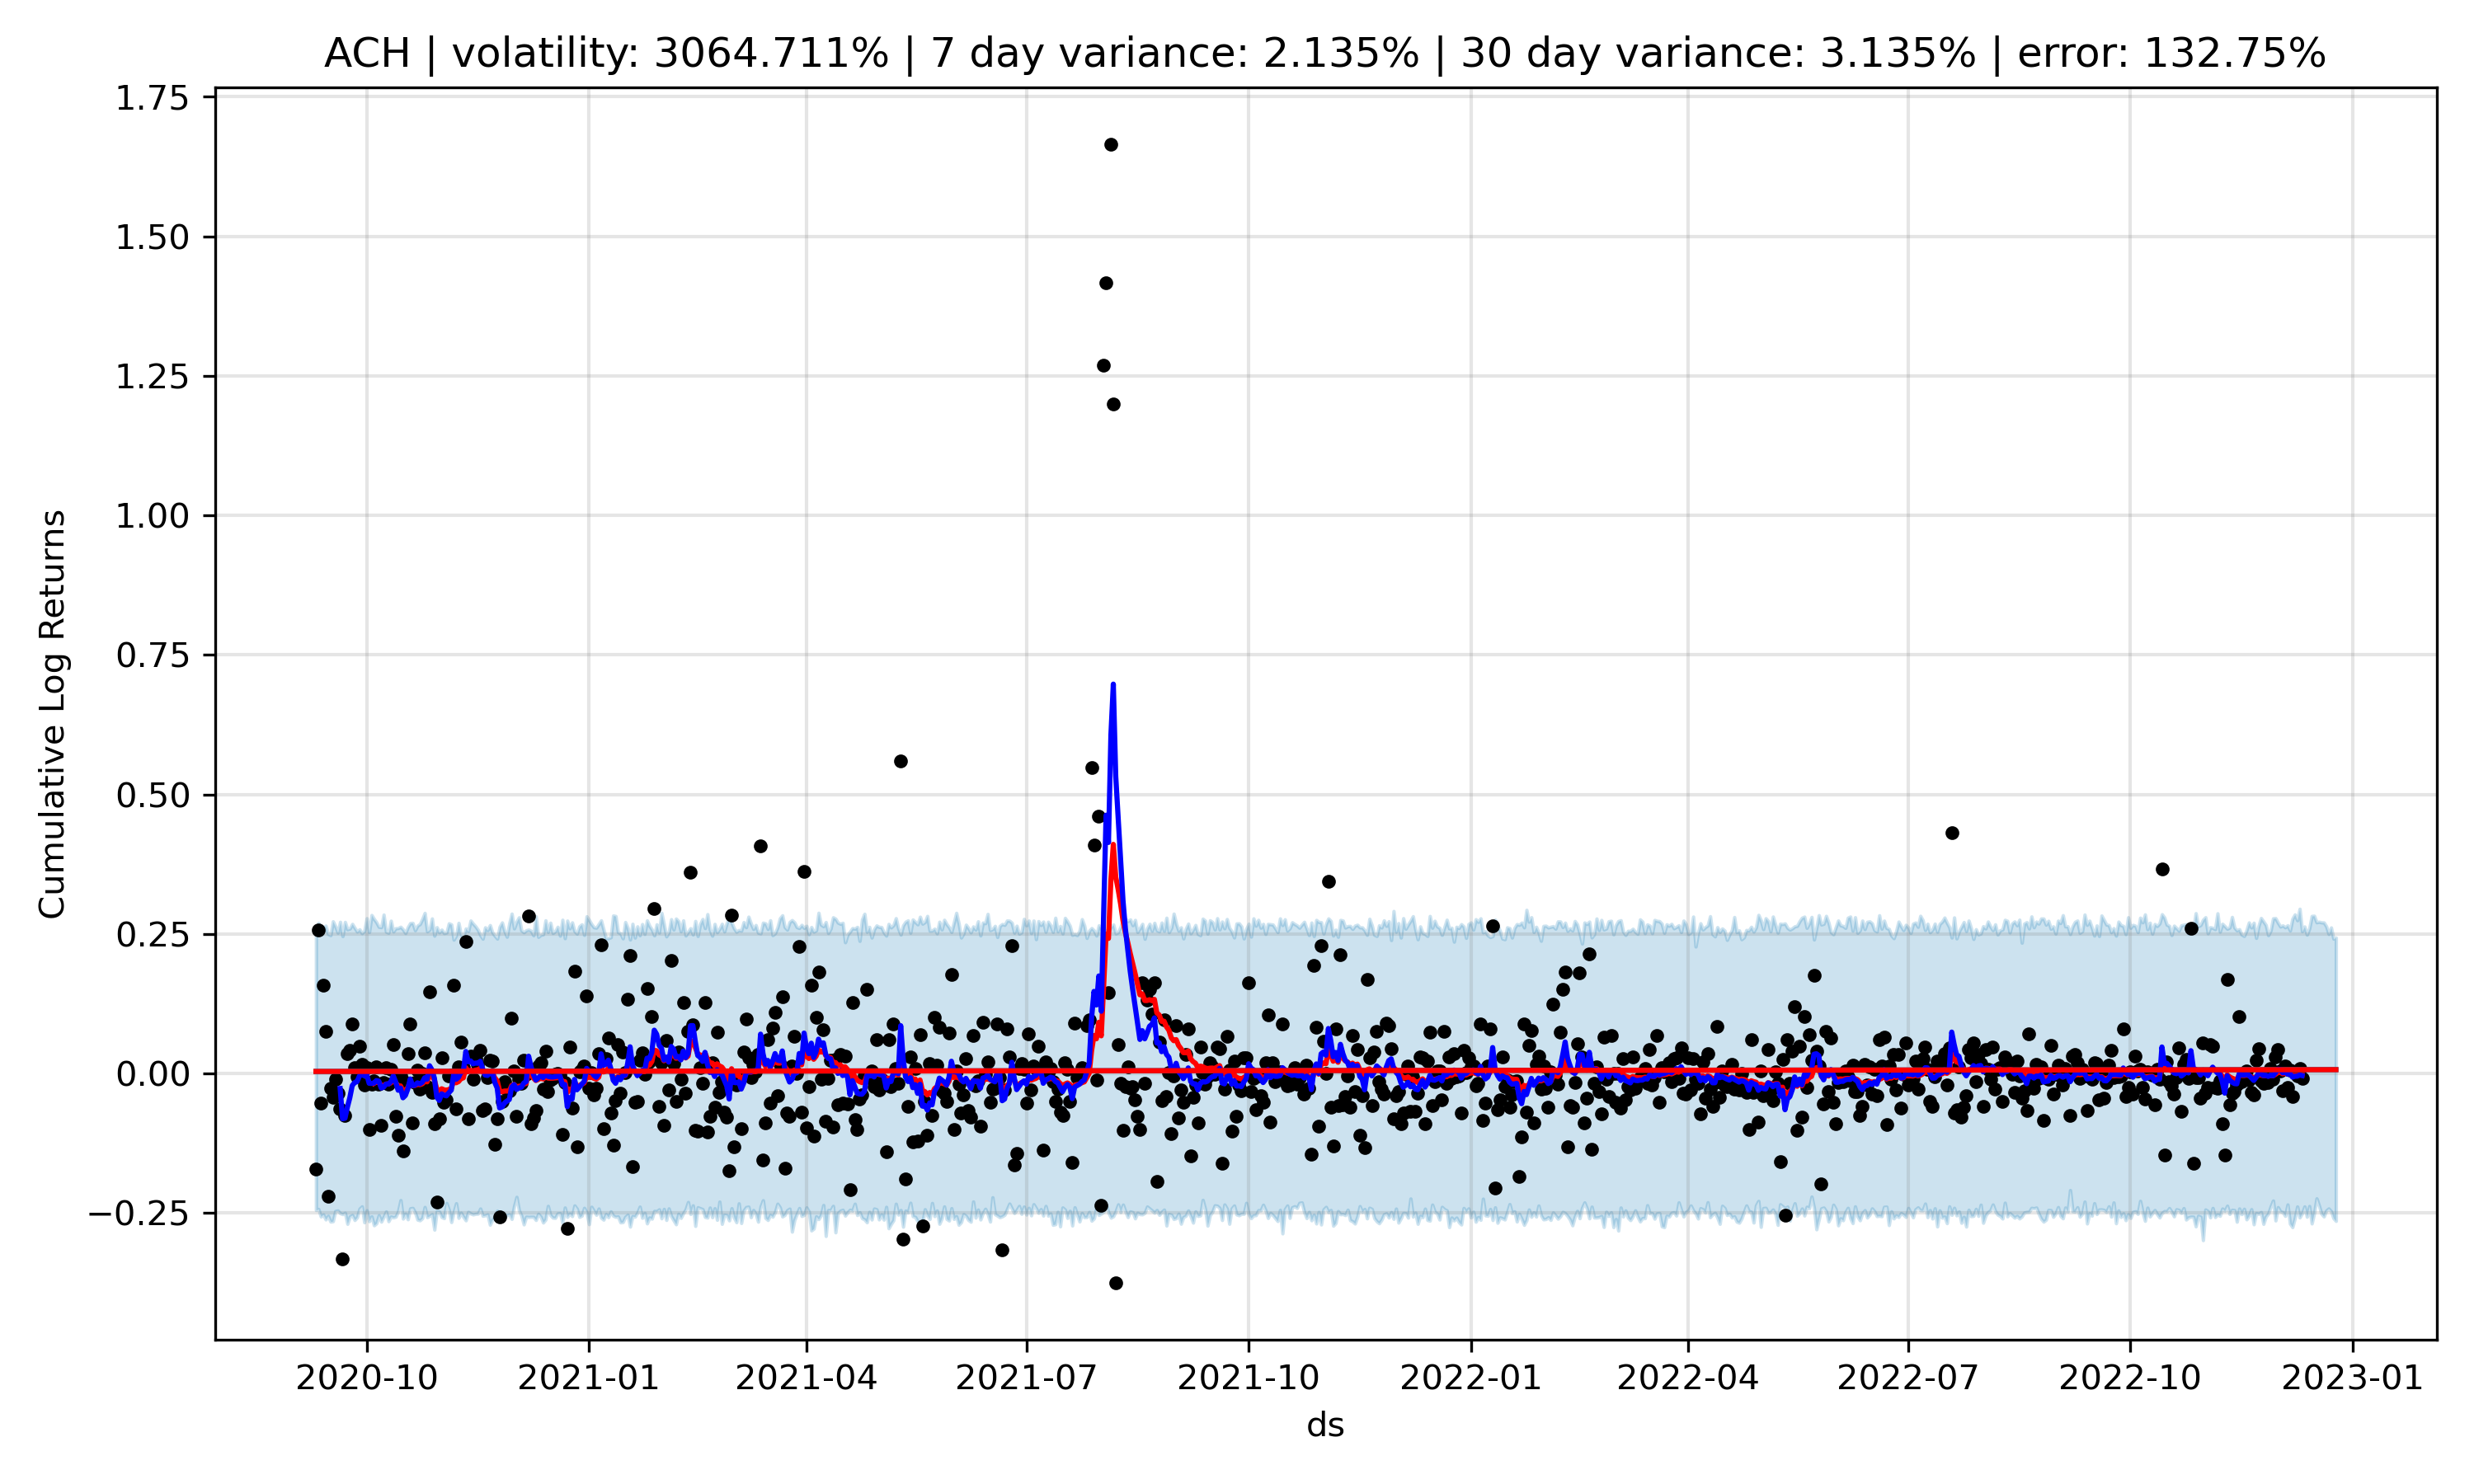 ACH | volatility: 3064.711% | 7 day variance: 2.135% | 30 day variance: 3.135% | error: 132.75%
1.75
1.50
1.25
1.00
0.75
0.50
0.25
0.00
−0.25
Cumulative Log Returns
2020-10 2021-01 2021-04 2021-07 2021-10 2022-01 2022-04 2022-07 2022-10 2023-01
ds